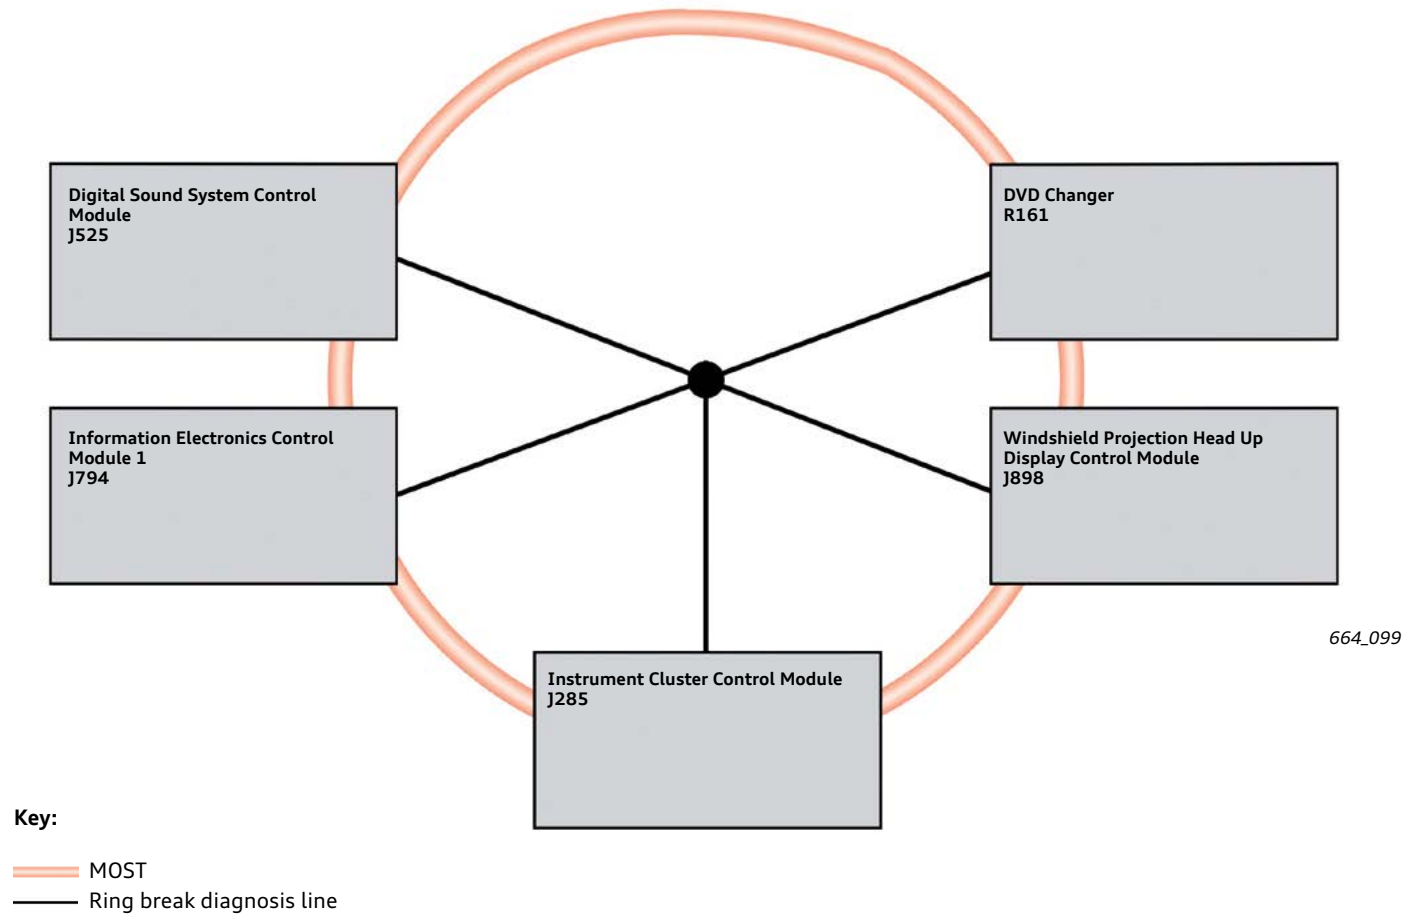 Digital Sound System Control
Module
J525
DVD Changer
R161
Information Electronics Control
Module 1
J794
Windshield Projection Head Up
Display Control Module
J898
664_099
Instrument Cluster Control Module
J285
Key:
MOST
Ring break diagnosis line